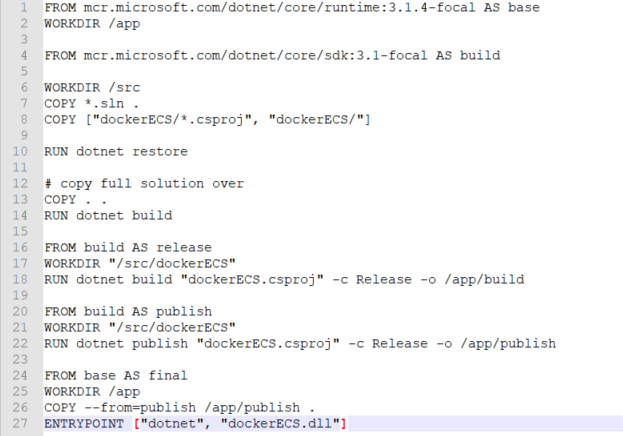 1 FROM mcr.microsoft.com/dotnet/core/runtime:3.1.4-focal AS base
2 WORKDIR /app
3
4 FROM mcr.microsoft.com/dotnet/core/sdk:3.1-focal AS build
5
6 WORKDIR /src
7 COPY *.sln .
8 COPY ["dockerECS/*.csproj", "dockerECS/"]
9
10 RUN dotnet restore
11
12 # copy full solution over
13 COPY . .
14 RUN dotnet build
15
16 FROM build AS release
17 WORKDIR "/src/dockerECS"
18 RUN dotnet build "dockerECS.csproj" -c Release -o /app/build
19
20 FROM build AS publish
21 WORKDIR "/src/dockerECS"
22 RUN dotnet publish "dockerECS.csproj" -c Release -o /app/publish
23
24 FROM base AS final
25 WORKDIR /app
26 COPY --from=publish /app/publish .
27 ENTRYPOINT ["dotnet", "dockerECS.dll"]